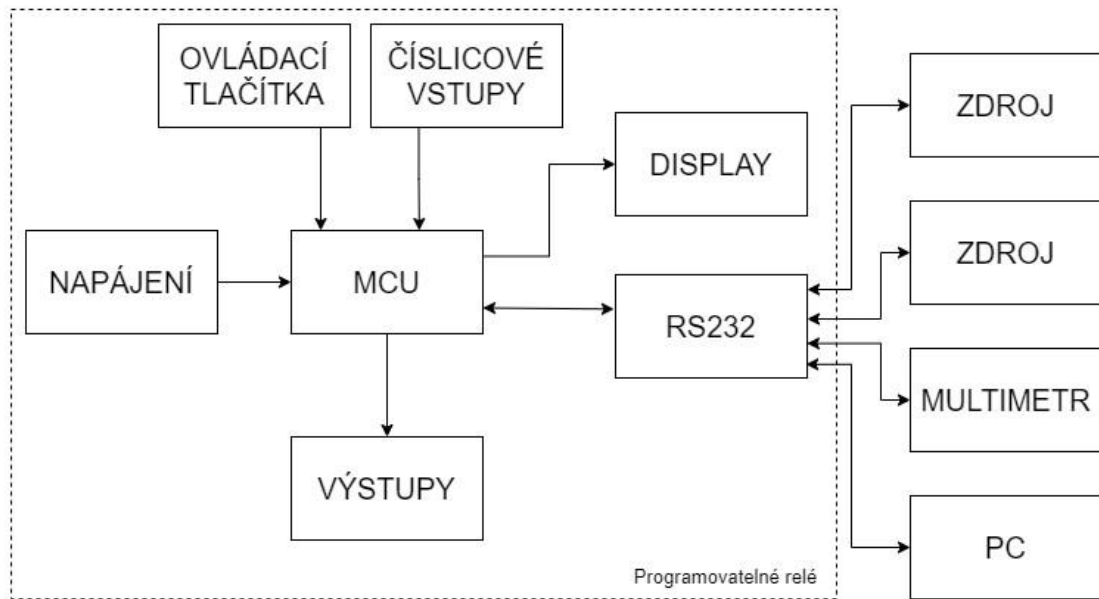 OVLÁDACÍ
TLAČÍTKA
ČÍSLICOVÉ
VSTUPY
ZDROJ
DISPLAY
ZDROJ
NAPÁJENÍ
MCU
RS232
MULTIMETR
VÝSTUPY
PC
Programovatelné relé